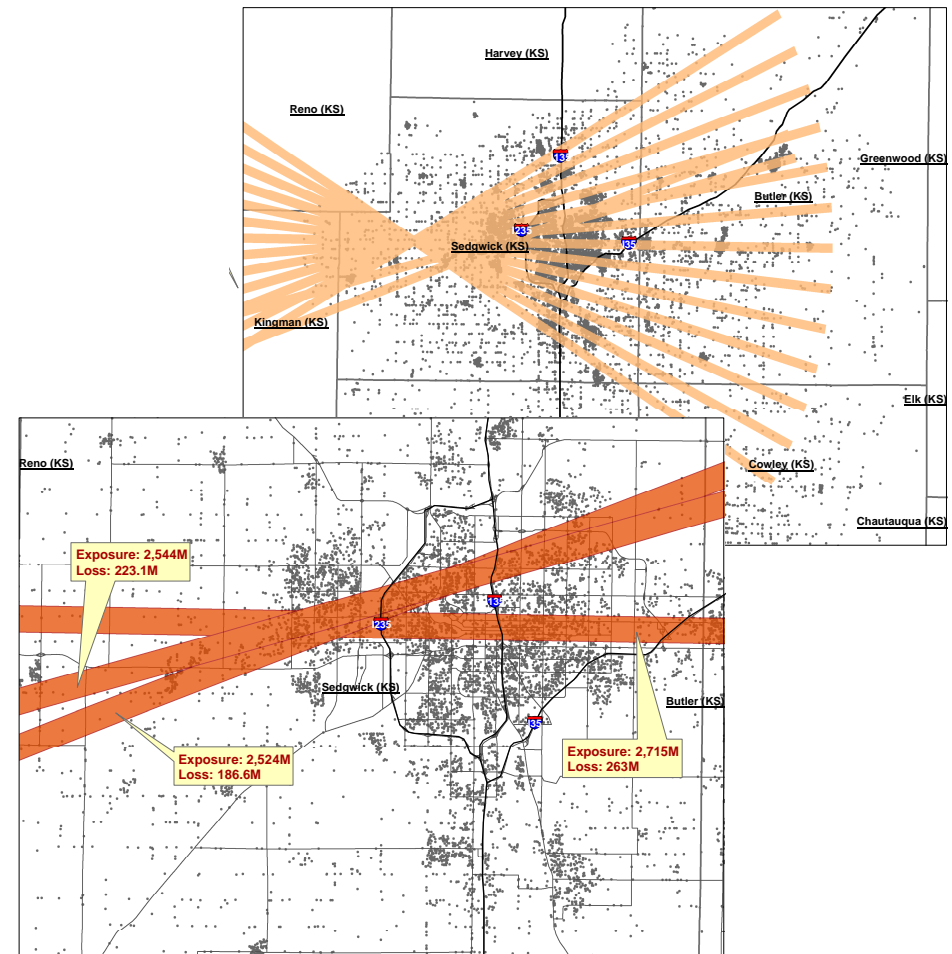 Harvey (KS)
Reno (KS)
135
Greenwood (KS)
Butler (KS)
235
Sedgwick (KS)
35
Kingman (KS)
Elk (KS)
Cowley (KS)
Chautauqua (KS)
Reno (KS)
Exposure: 2,544M
Loss: 223.1M
135
235
Sedgwick (KS)
Butler (KS)
35
Exposure: 2,524M
Loss: 186.6M
Exposure: 2,715M
Loss: 263M